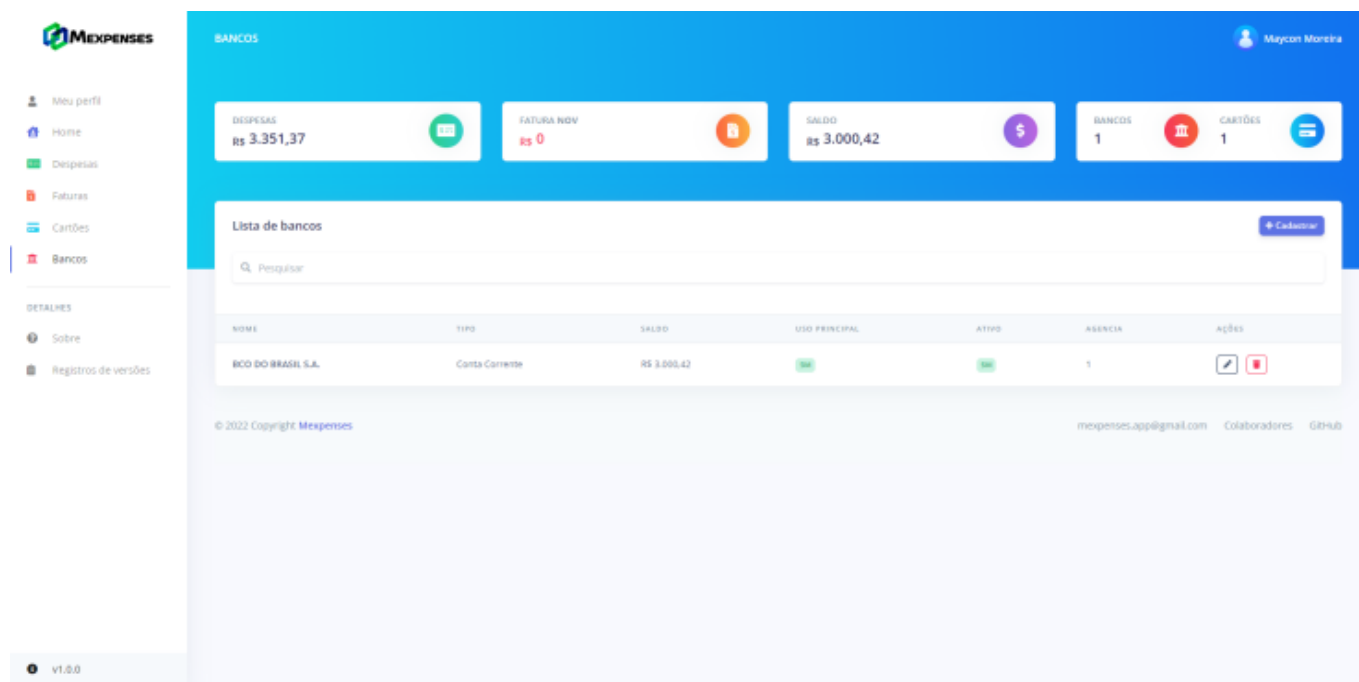 MEXPENSES
BANCOS
Maycon Moreira
Meu perfil
Home
Despesas
Faturas
Cartões
Bancos
DETALHES
Sobre
Registros de versões
v1.0.0
DESPESAS
R$ 3.351,37
FATURA NOV
R$ 0
SALDO
R$ 3.000,42
BANCOS
1
CARTÕES
1
Lista de bancos
+ Cadastrar
Pesquisar
NOME TIPO SALDO USO PRINCIPAL ATIVO AGENCIA AÇÕES
BCO DO BRASIL S.A. Conta Corrente R$ 3.000,42 SIM SIM 1
© 2022 Copyright Mexpenses
mexpenses.app@gmail.com Colaboradores GitHub